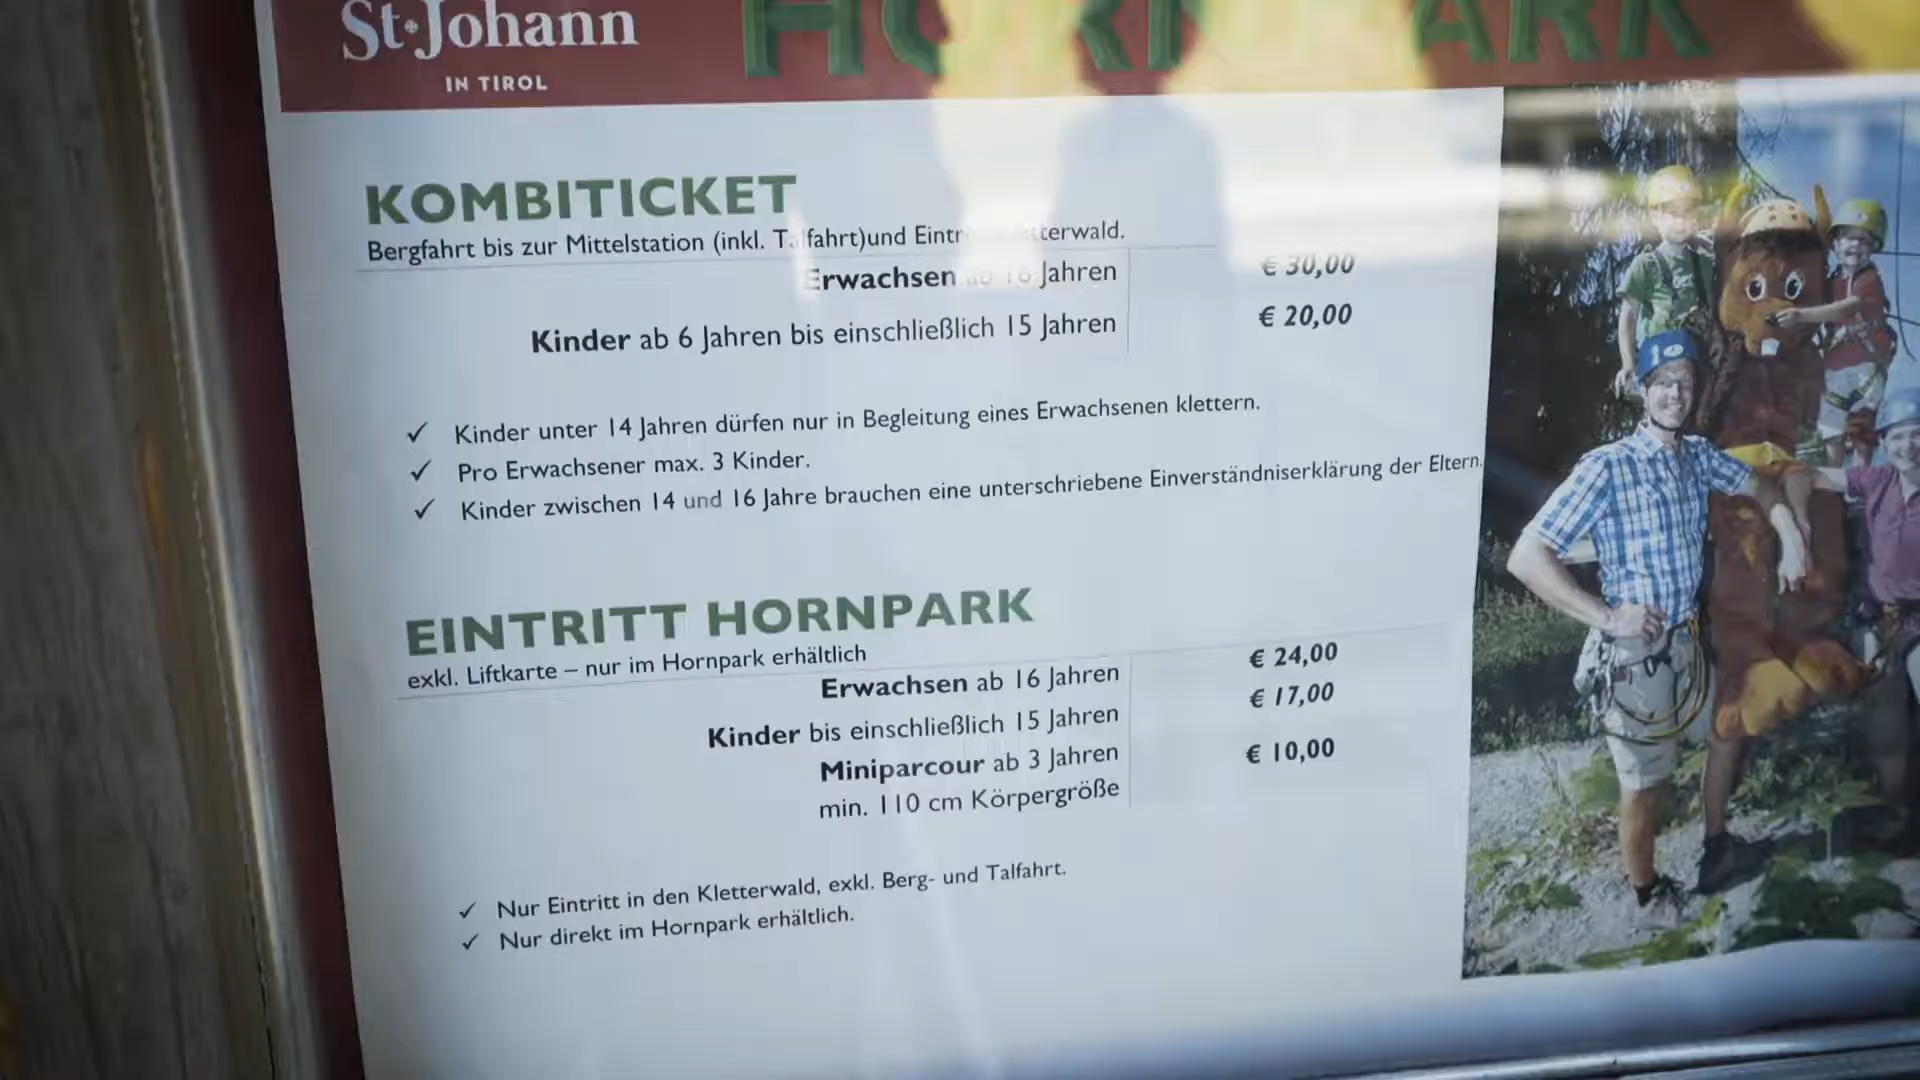 St. Johann
IN TIROL
HORNPARK
KOMBITICKET
Bergfahrt bis zur Mittelstation (inkl. Talfahrt)und
Erwachsen ab 16 Jahren € 30,00
Kinder ab 6 Jahren bis einschließlich 15 Jahren € 20,00
✓ Kinder unter 14 Jahren dürfen nur in Begleitung eines Erwachsenen klettern.
✓ Pro Erwachsener max. 3 Kinder.
✓ Kinder zwischen 14 und 16 Jahre brauchen eine unterschriebene Einverständniserklärung der Eltern.
EINTRITT HORNPARK
exkl. Liftkarte – nur im Hornpark erhältlich
Erwachsen ab 16 Jahren € 24,00
Kinder bis einschließlich 15 Jahren € 17,00
Miniparcour ab 3 Jahren € 10,00
min. 110 cm Körpergröße
✓ Nur Eintritt in den Kletterwald, exkl. Berg- und Talfahrt.
✓ Nur direkt im Hornpark erhältlich.